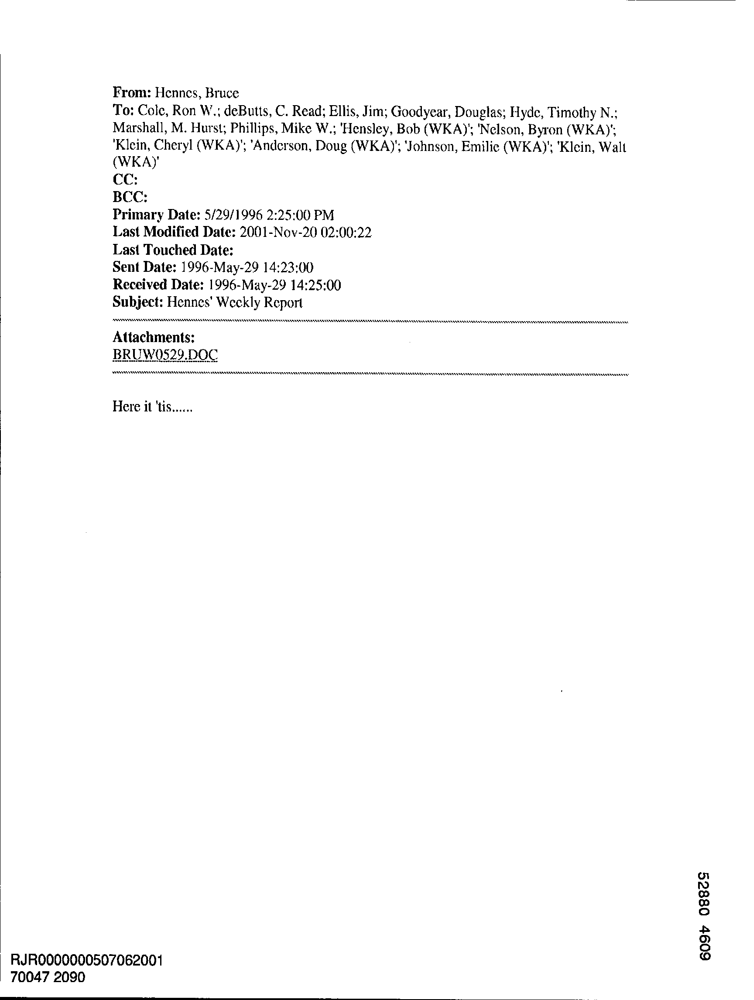 From: Hennes, Bruce
To: Cole, Ron W.; deButts, C. Read; Ellis, Jim; Goodyear, Douglas; Hyde, Timothy N.;
Marshall, M. Hurst; Phillips, Mike W.; 'Hensley, Bob (WKA)'; 'Nelson, Byron (WKA)';
'Klein, Cheryl (WKA)'; 'Anderson, Doug (WKA)'; 'Johnson, Emilie (WKA)'; 'Klein, Walt
(WKA)'
CC:
BCC:
Primary Date: 5/29/1996 2:25:00 PM
Last Modified Date: 2001-Nov-20 02:00:22
Last Touched Date:
Sent Date: 1996-May-29 14:23:00
Received Date: 1996-May-29 14:25:00
Subject: Hennes' Weekly Report
Attachments:
BRUW0529.DOC
Here it 'tis......
52880 4609
RJR0000000507062001
70047 2090